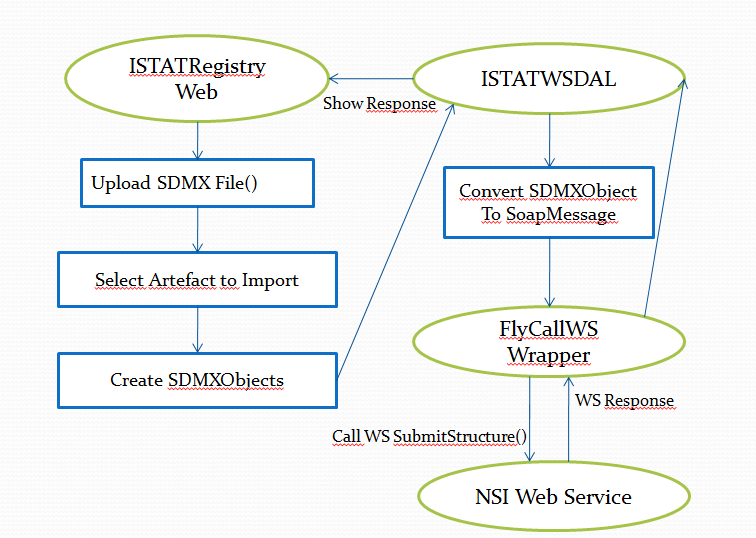 ISTATRegistry
Web
Show Response
ISTATWSDAL
Upload SDMX File()
Convert SDMXObject
To SoapMessage
Select Artefact to Import
FlyCallWS
Wrapper
Create SDMXObjects
WS Response
Call WS SubmitStructure()
NSI Web Service